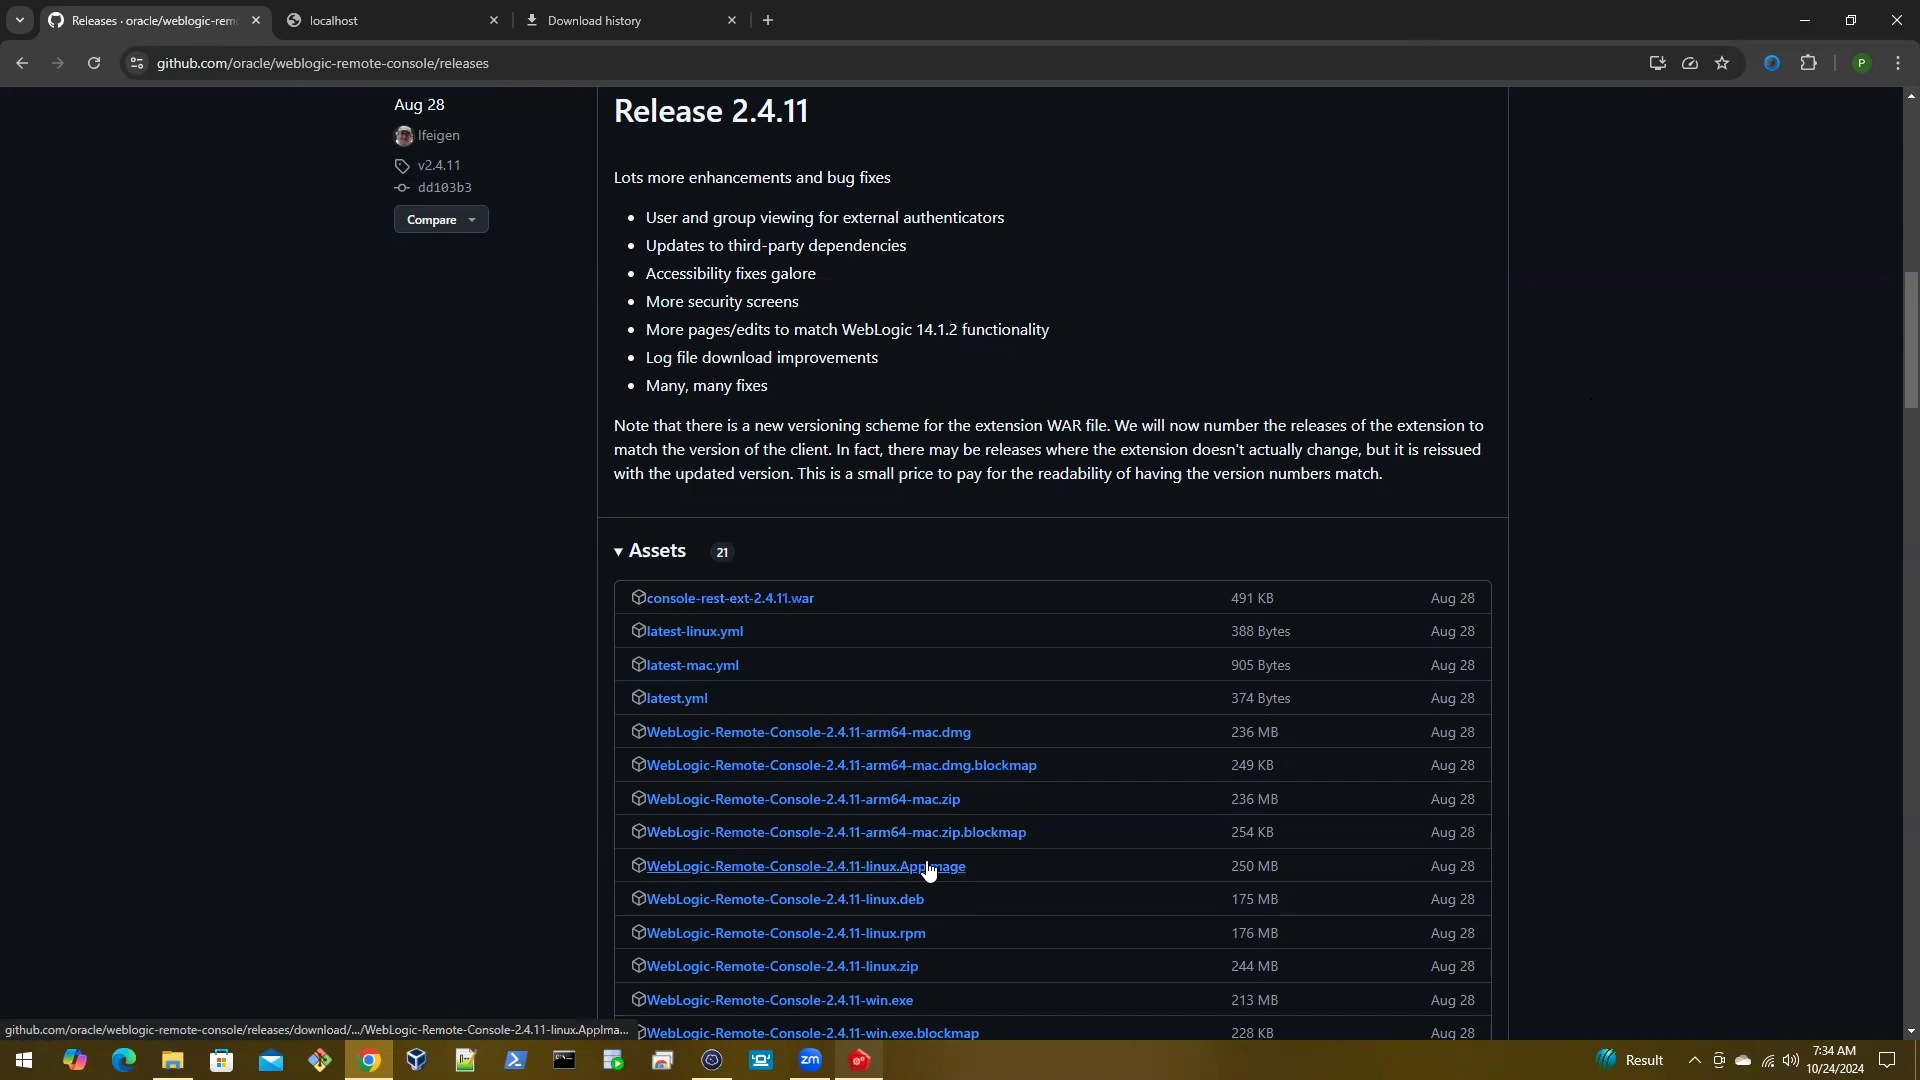 Releases · oracle/weblogic-rem
localhost
Download history
github.com/oracle/weblogic-remote-console/releases
P
Aug 28
lfeigen
v2.4.11
dd103b3
Compare
Release 2.4.11
Lots more enhancements and bug fixes
User and group viewing for external authenticators
Updates to third-party dependencies
Accessibility fixes galore
More security screens
More pages/edits to match WebLogic 14.1.2 functionality
Log file download improvements
Many, many fixes
Note that there is a new versioning scheme for the extension WAR file. We will now number the releases of the extension to
match the version of the client. In fact, there may be releases where the extension doesn't actually change, but it is reissued
with the updated version. This is a small price to pay for the readability of having the version numbers match.
Assets 21
console-rest-ext-2.4.11.war 491 KB Aug 28
latest-linux.yml 388 Bytes Aug 28
latest-mac.yml 905 Bytes Aug 28
latest.yml 374 Bytes Aug 28
WebLogic-Remote-Console-2.4.11-arm64-mac.dmg 236 MB Aug 28
WebLogic-Remote-Console-2.4.11-arm64-mac.dmg.blockmap 249 KB Aug 28
WebLogic-Remote-Console-2.4.11-arm64-mac.zip 236 MB Aug 28
WebLogic-Remote-Console-2.4.11-arm64-mac.zip.blockmap 254 KB Aug 28
WebLogic-Remote-Console-2.4.11-linux.AppImage 250 MB Aug 28
WebLogic-Remote-Console-2.4.11-linux.deb 175 MB Aug 28
WebLogic-Remote-Console-2.4.11-linux.rpm 176 MB Aug 28
WebLogic-Remote-Console-2.4.11-linux.zip 244 MB Aug 28
WebLogic-Remote-Console-2.4.11-win.exe 213 MB Aug 28
WebLogic-Remote-Console-2.4.11-win.exe.blockmap 228 KB Aug 28
github.com/oracle/weblogic-remote-console/releases/download/.../WebLogic-Remote-Console-2.4.11-linux.AppIma...
zm
Result
7:34 AM
10/24/2024